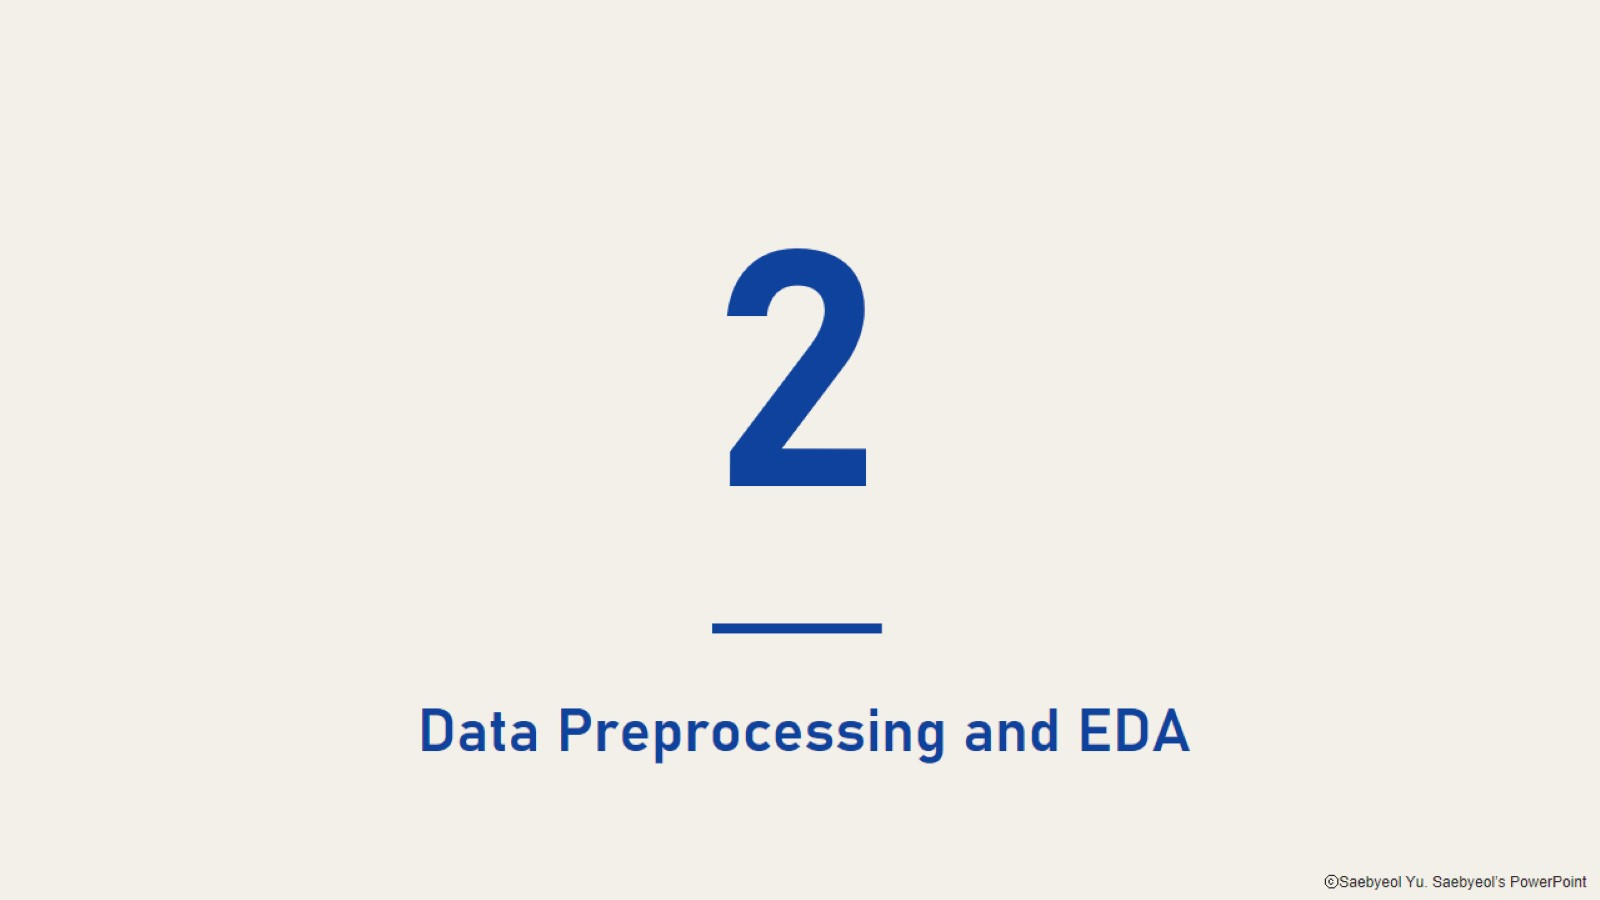 2
Data Preprocessing and EDA
©Saebyeol Yu. Saebyeol's PowerPoint